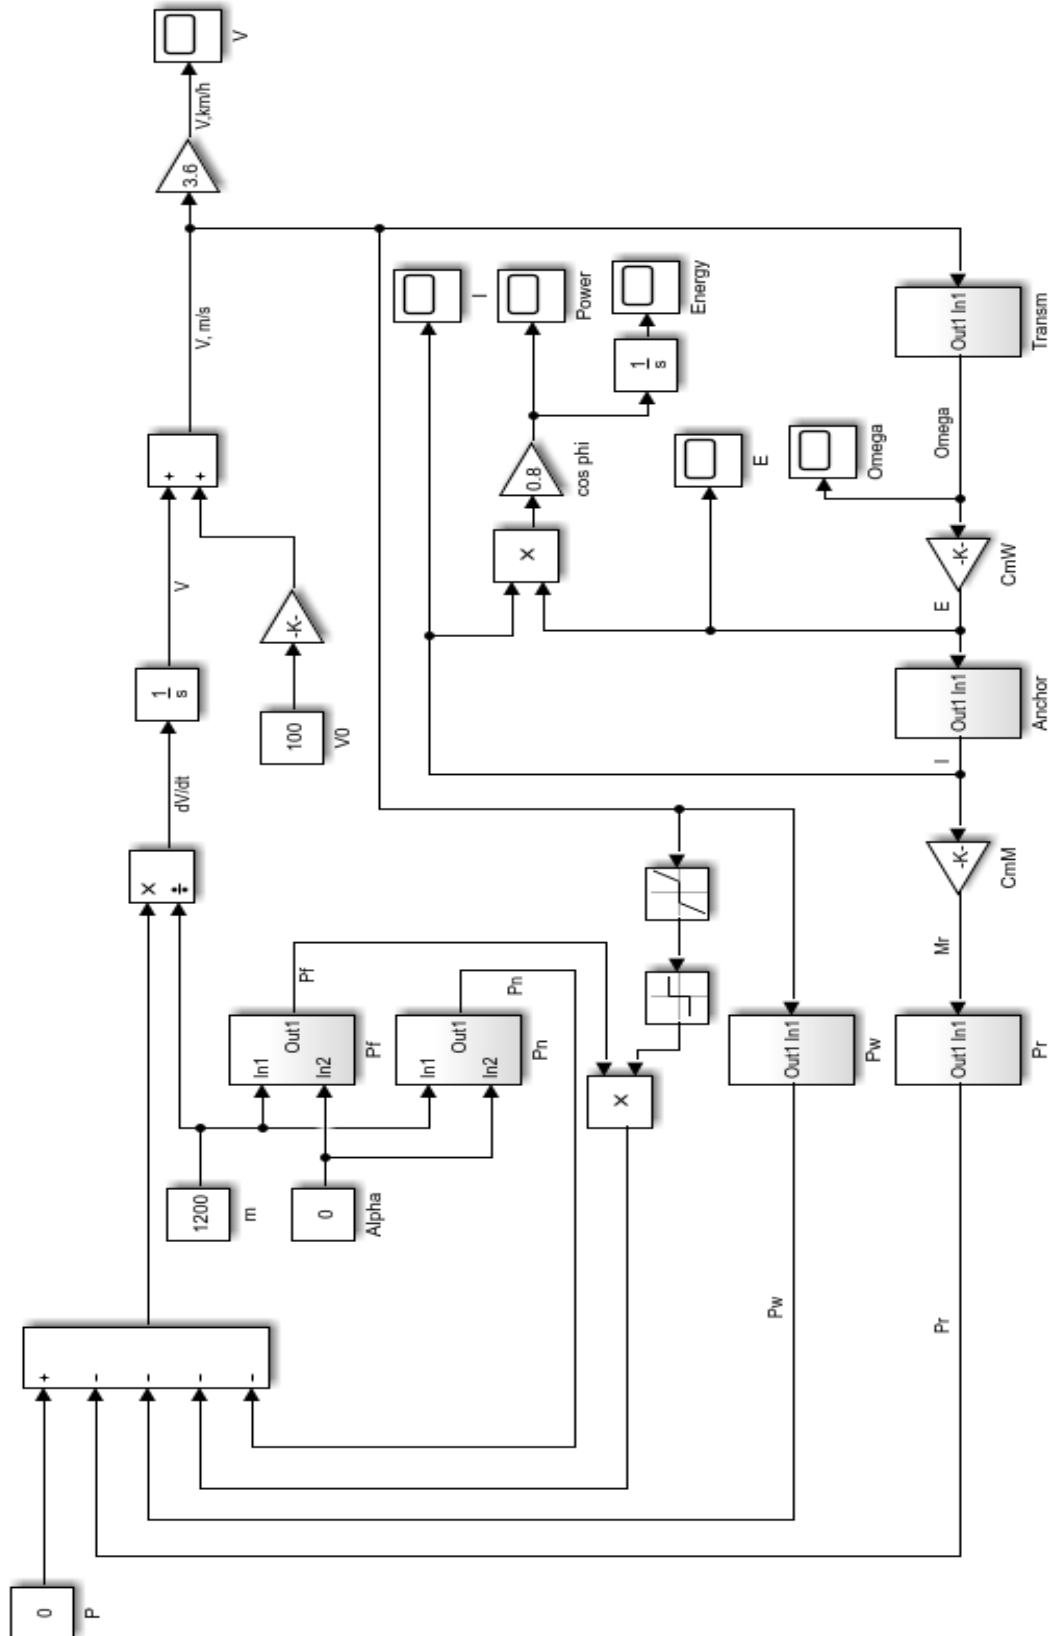 0
P
+
-
-
-
-
1200
m
0
Alpha
In1
In2
Out1
Pf
Pf
In1
In2
Out1
Pn
Pn
×
÷
dV/dt
1
s
V
100
V0
-K-
+
+
V, m/s
3.6
V,km/h
V
I
×
0.8
cos phi
Power
1
s
Energy
E
Omega
×
Out1 In1
Pw
Pw
Out1 In1
Transm
Omega
-K-
CmW
E
Out1 In1
Anchor
I
-K-
CmM
Mr
Out1 In1
Pr
Pr